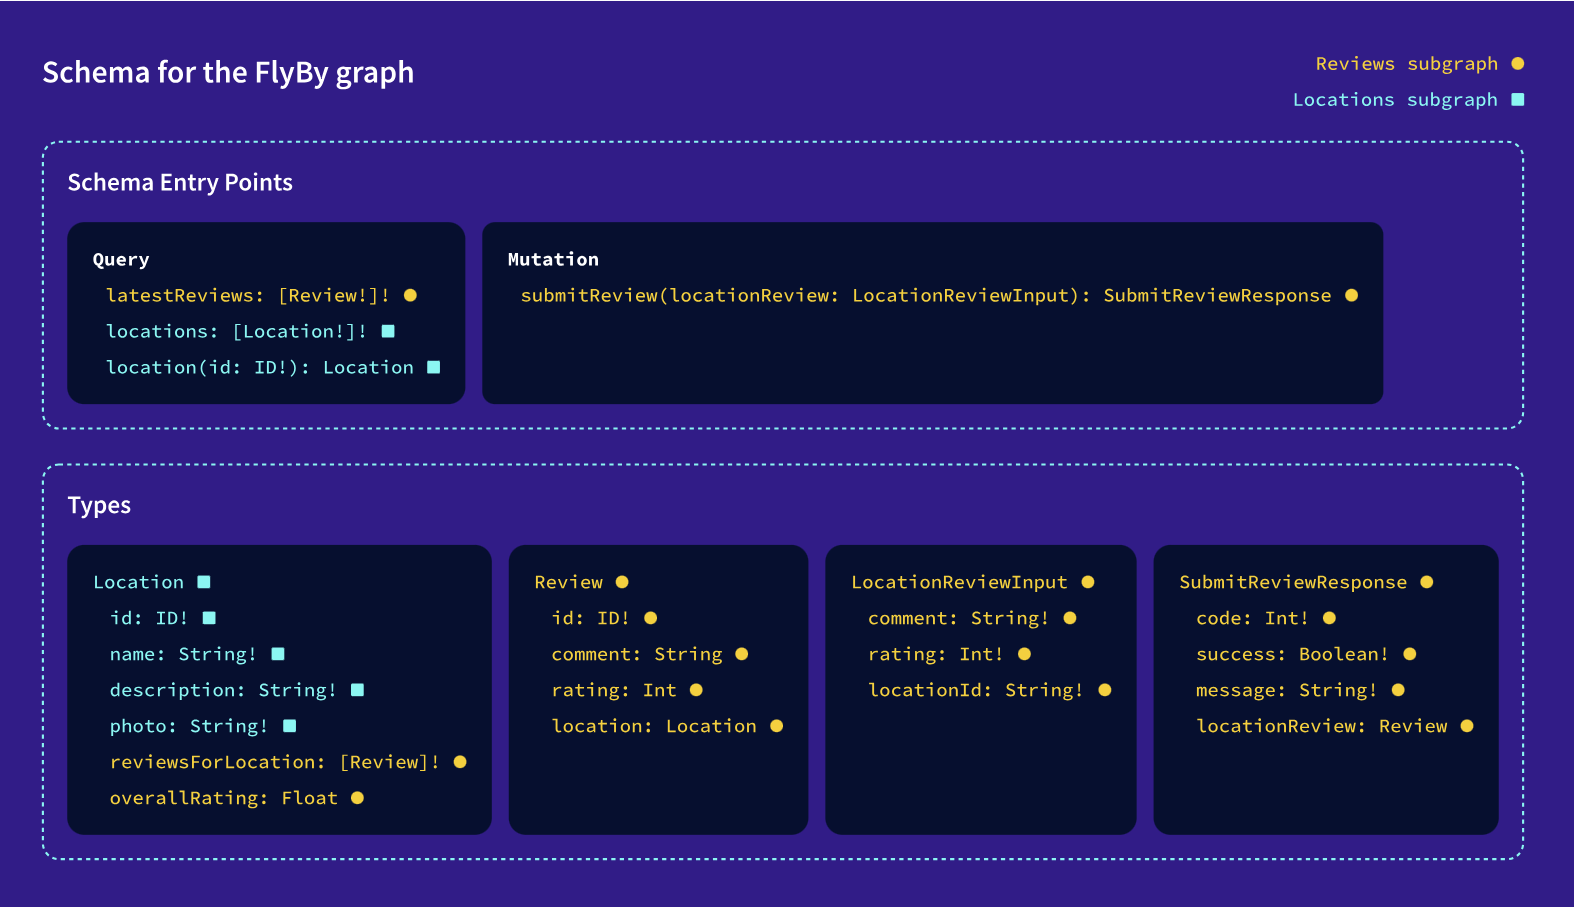 Schema for the FlyBy graph
Reviews subgraph
Locations subgraph
Schema Entry Points
Query
latestReviews: [Review!]!
locations: [Location!]!
location(id: ID!): Location
Mutation
submitReview(locationReview: LocationReviewInput): SubmitReviewResponse
Types
Location
id: ID!
name: String!
description: String!
photo: String!
reviewsForLocation: [Review]!
overallRating: Float
Review
id: ID!
comment: String
rating: Int
location: Location
LocationReviewInput
comment: String!
rating: Int!
locationId: String!
SubmitReviewResponse
code: Int!
success: Boolean!
message: String!
locationReview: Review